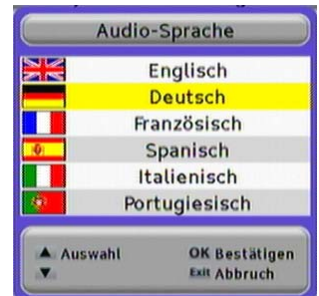 Audio-Sprache
Englisch
Deutsch
Französisch
Spanisch
Italienisch
Portugiesisch
▲ Auswahl OK Bestätigen
▼ Exit Abbruch